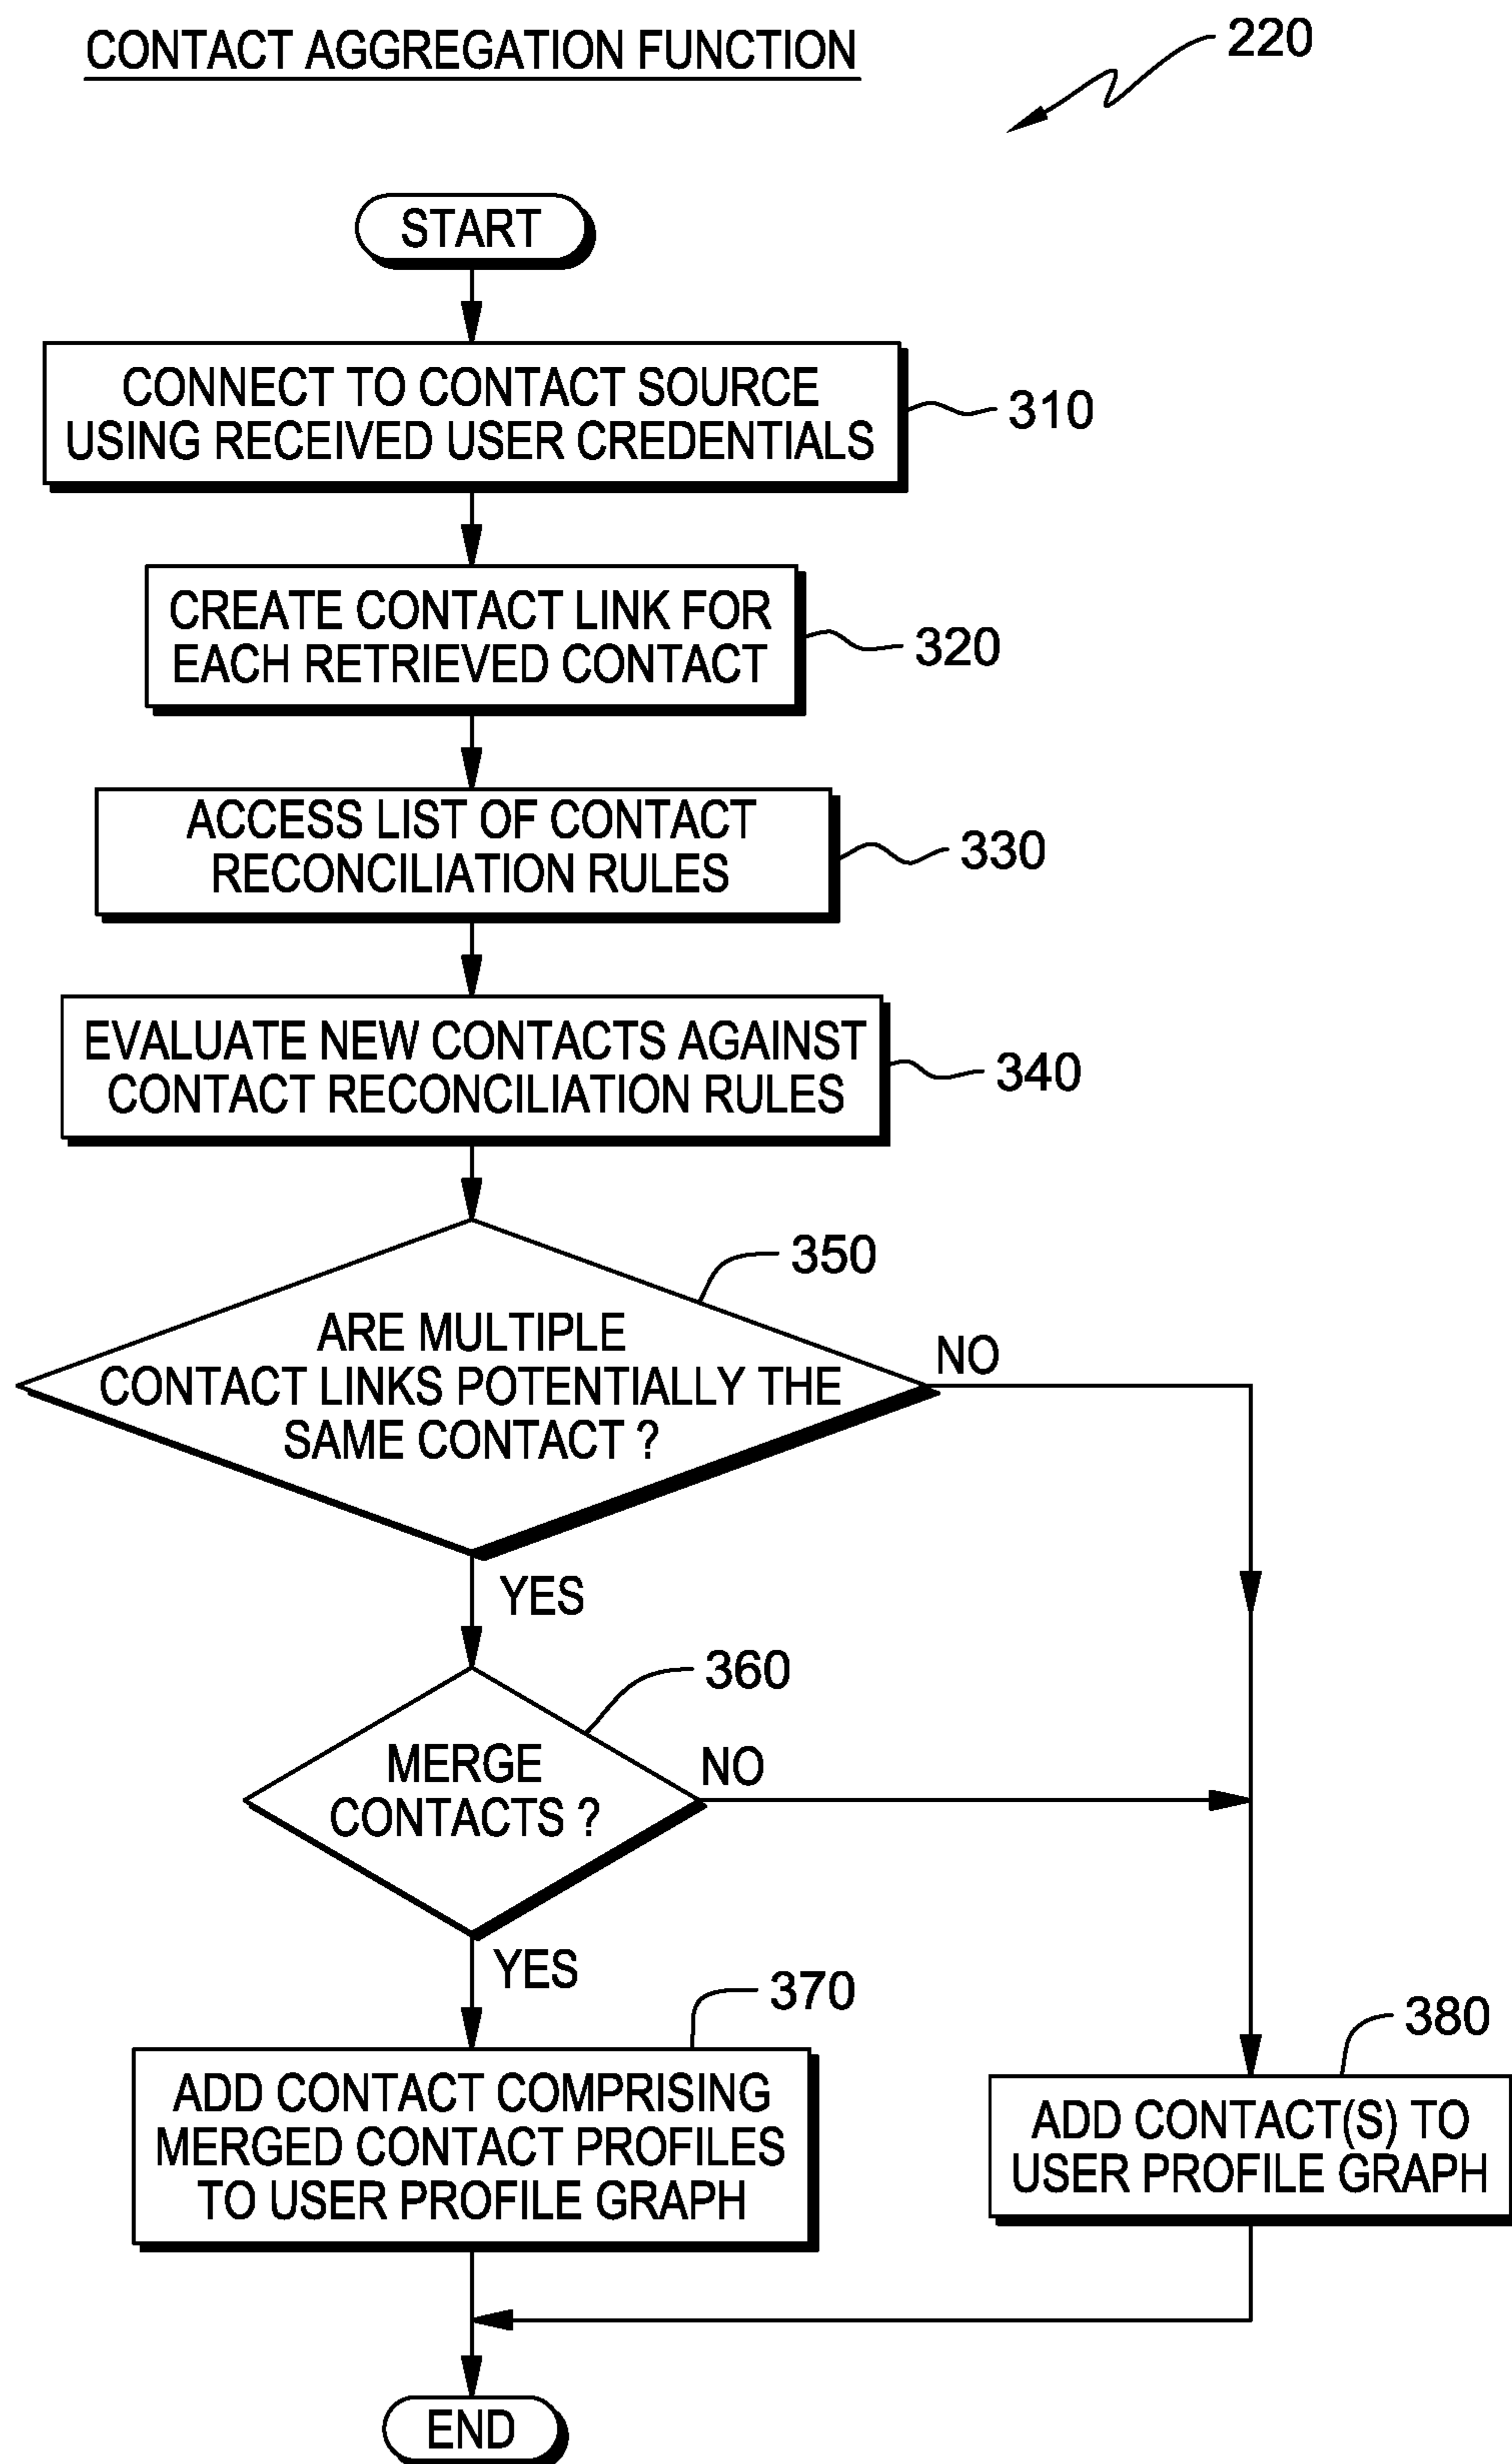 CONTACT AGGREGATION FUNCTION
220
START
CONNECT TO CONTACT SOURCE
USING RECEIVED USER CREDENTIALS
310
CREATE CONTACT LINK FOR
EACH RETRIEVED CONTACT
320
ACCESS LIST OF CONTACT
RECONCILIATION RULES
330
EVALUATE NEW CONTACTS AGAINST
CONTACT RECONCILIATION RULES
340
350
ARE MULTIPLE
CONTACT LINKS POTENTIALLY THE
SAME CONTACT ?
NO
YES
360
MERGE
CONTACTS ?
NO
YES
370
ADD CONTACT COMPRISING
MERGED CONTACT PROFILES
TO USER PROFILE GRAPH
380
ADD CONTACT(S) TO
USER PROFILE GRAPH
END